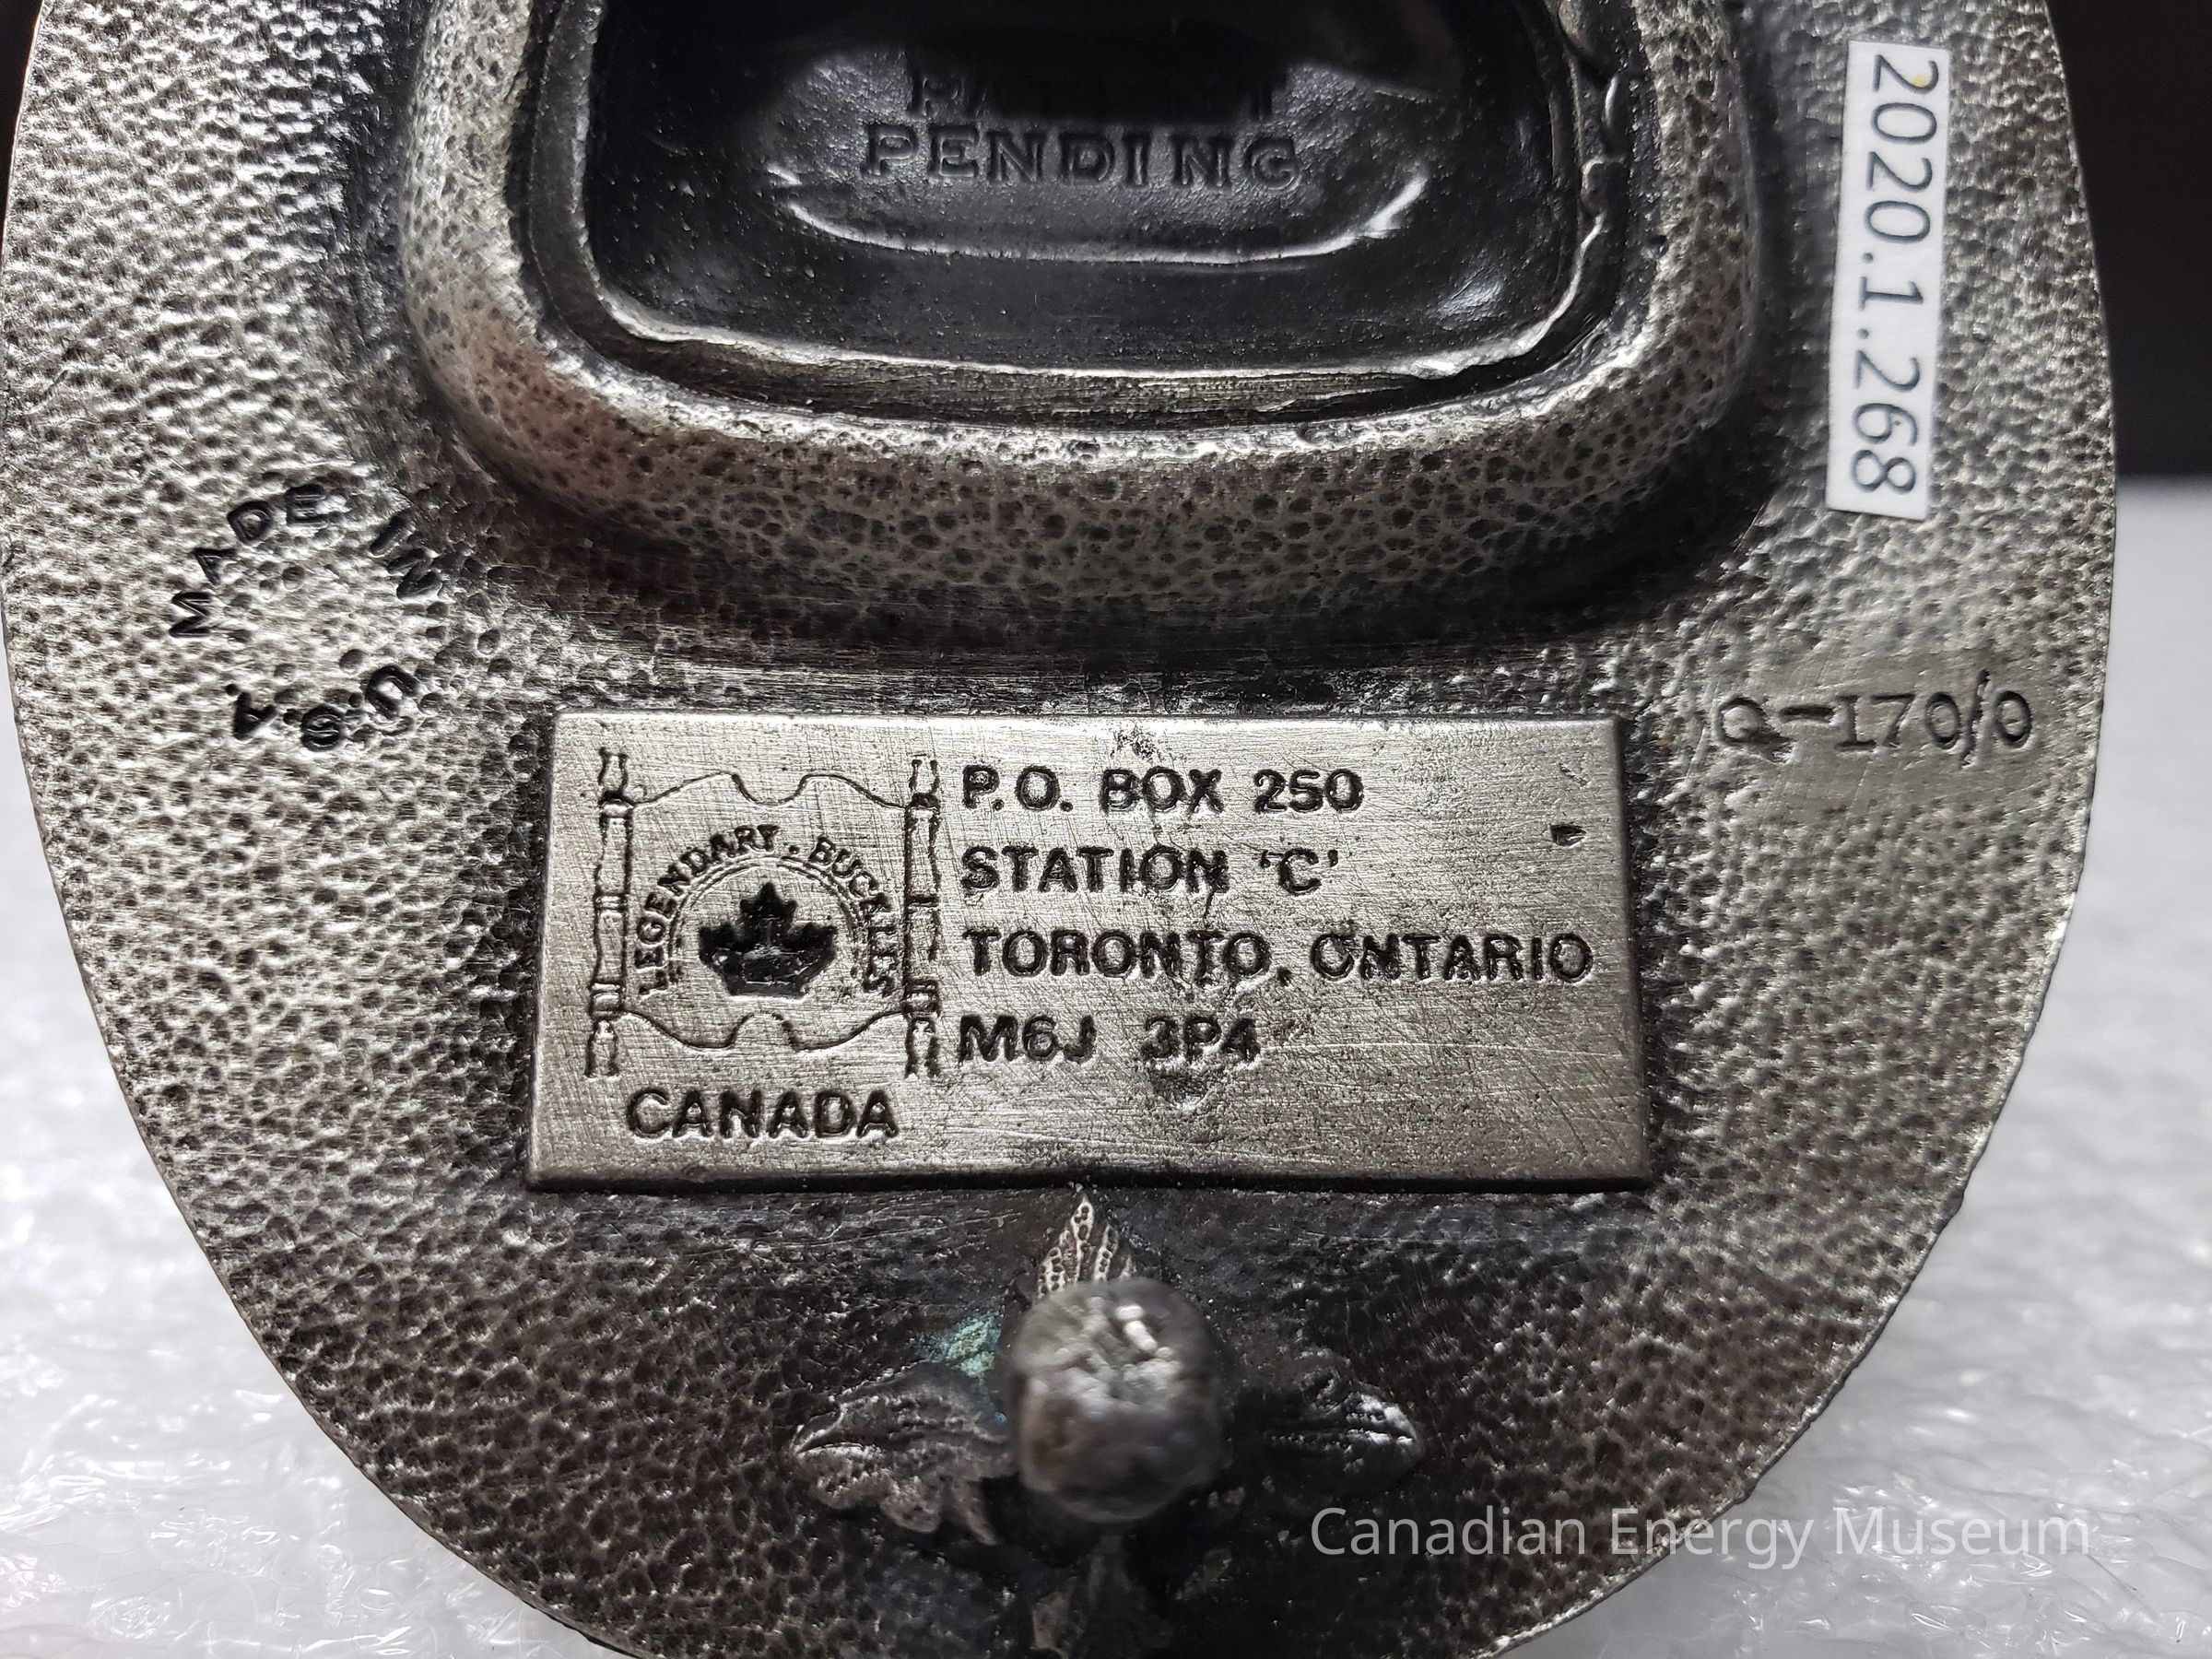 PATENT
PENDING
2020.1.268
MADE IN
U.S.A.
Q-170/0
LEGENDARY · BUCKLES
CANADA
P.O. BOX 250
STATION 'C'
TORONTO, ONTARIO
M6J 3P4
Canadian Energy Museum